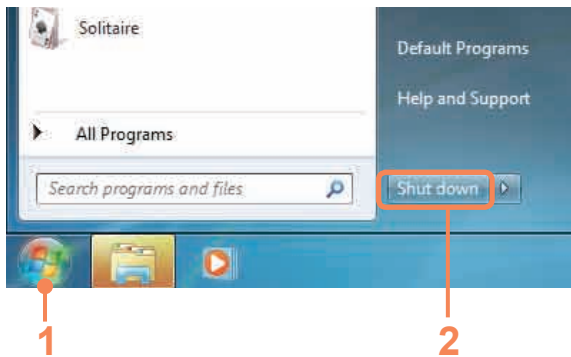 Solitaire
Default Programs
Help and Support
All Programs
Search programs and files
Shut down
1
2